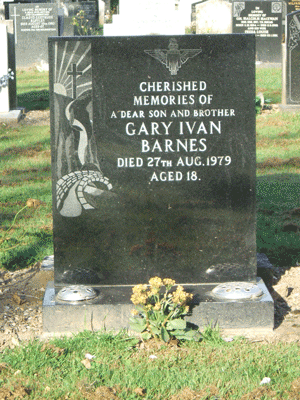 CHERISHED
MEMORIES OF
A DEAR SON AND BROTHER
GARY IVAN
BARNES
DIED 27TH AUG. 1979
AGED 18.